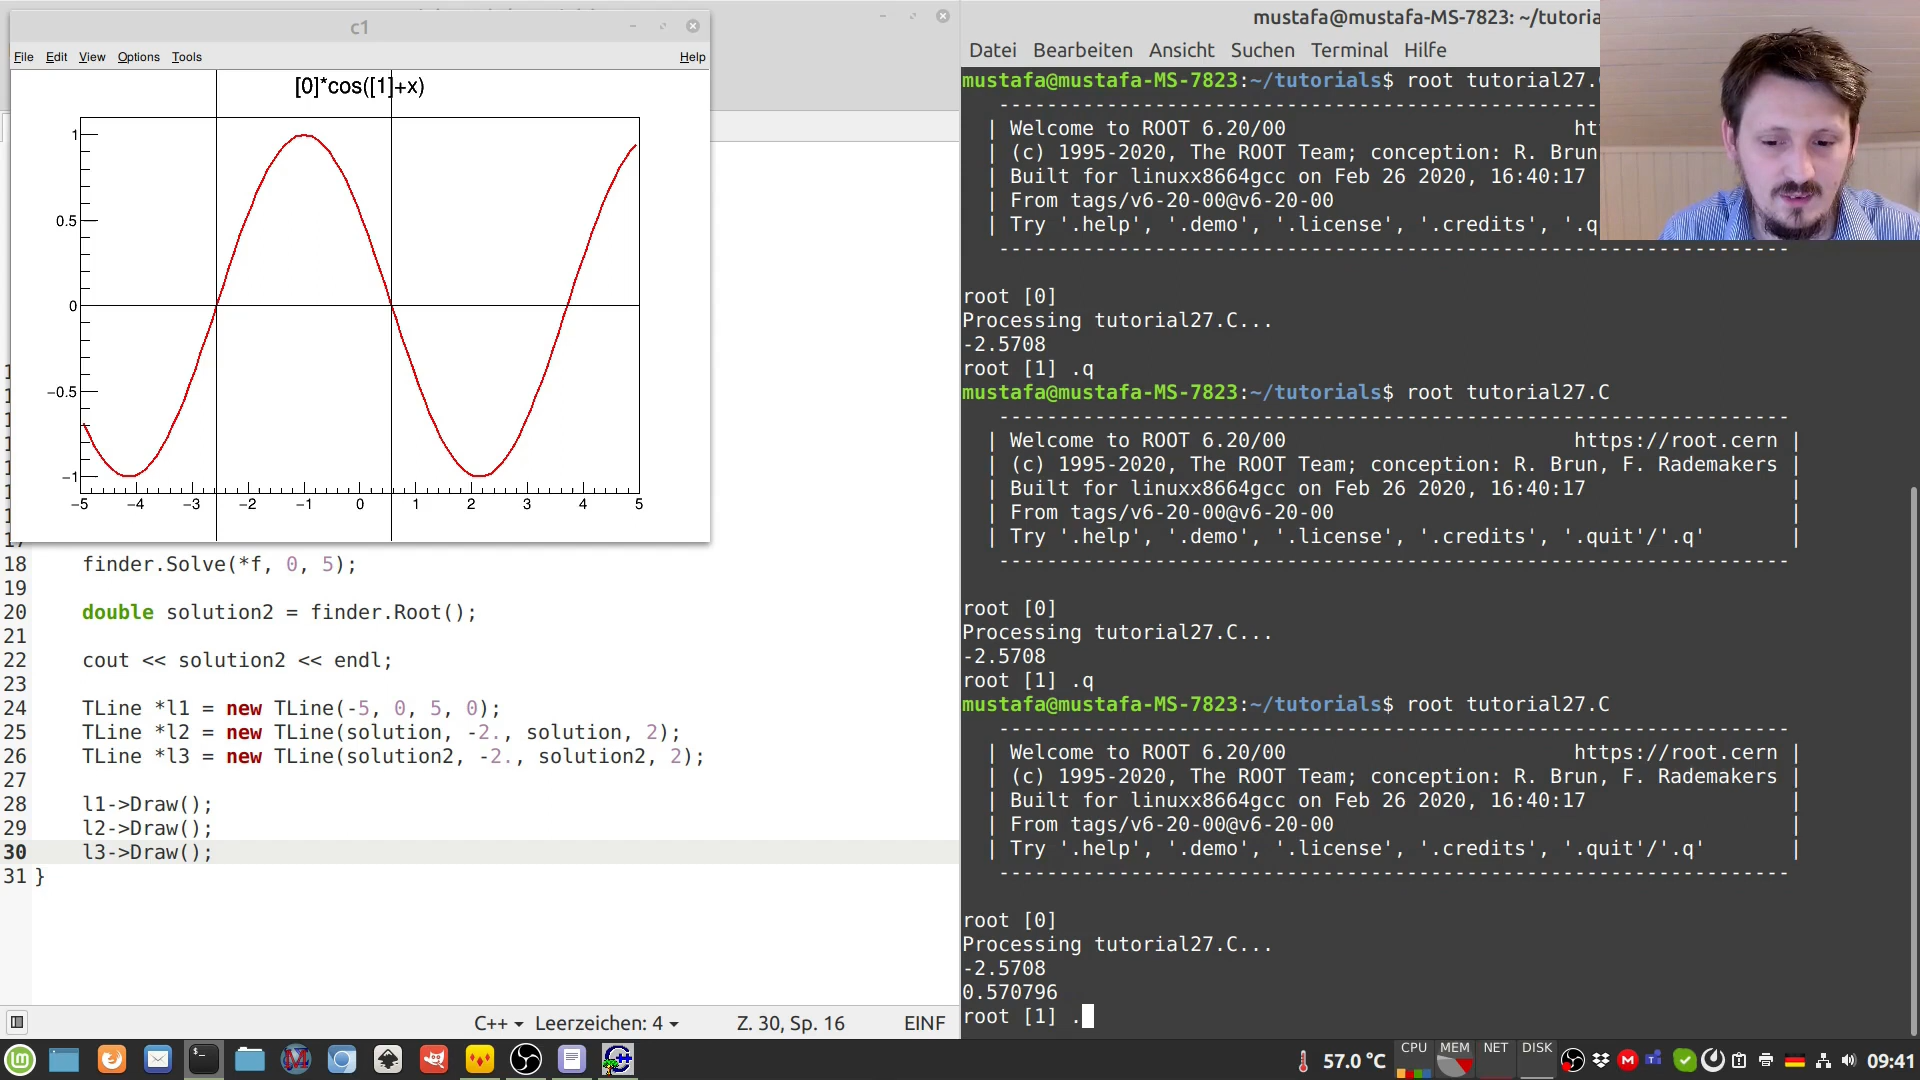 c1
File Edit View Options Tools Help
[0]*cos([1]+x)
1
0.5
0
−0.5
−1
−5 −4 −3 −2 −1 0 1 2 3 4 5
18 finder.Solve(*f, 0, 5);
19
20 double solution2 = finder.Root();
21
22 cout << solution2 << endl;
23
24 TLine *l1 = new TLine(-5, 0, 5, 0);
25 TLine *l2 = new TLine(solution, -2., solution, 2);
26 TLine *l3 = new TLine(solution2, -2., solution2, 2);
27
28 l1->Draw();
29 l2->Draw();
30 l3->Draw();
31 }
C++ Leerzeichen: 4 Z. 30, Sp. 16 EINF
mustafa@mustafa-MS-7823: ~/tutoria
Datei Bearbeiten Ansicht Suchen Terminal Hilfe
mustafa@mustafa-MS-7823:~/tutorials$ root tutorial27.
------------------------------------------------------------------
| Welcome to ROOT 6.20/00 ht
| (c) 1995-2020, The ROOT Team; conception: R. Brun
| Built for linuxx8664gcc on Feb 26 2020, 16:40:17
| From tags/v6-20-00@v6-20-00
| Try '.help', '.demo', '.license', '.credits', '.q
------------------------------------------------------------------
root [0]
Processing tutorial27.C...
-2.5708
root [1] .q
mustafa@mustafa-MS-7823:~/tutorials$ root tutorial27.C
------------------------------------------------------------------
| Welcome to ROOT 6.20/00 https://root.cern |
| (c) 1995-2020, The ROOT Team; conception: R. Brun, F. Rademakers |
| Built for linuxx8664gcc on Feb 26 2020, 16:40:17 |
| From tags/v6-20-00@v6-20-00 |
| Try '.help', '.demo', '.license', '.credits', '.quit'/'.q' |
------------------------------------------------------------------
root [0]
Processing tutorial27.C...
-2.5708
root [1] .q
mustafa@mustafa-MS-7823:~/tutorials$ root tutorial27.C
------------------------------------------------------------------
| Welcome to ROOT 6.20/00 https://root.cern |
| (c) 1995-2020, The ROOT Team; conception: R. Brun, F. Rademakers |
| Built for linuxx8664gcc on Feb 26 2020, 16:40:17 |
| From tags/v6-20-00@v6-20-00 |
| Try '.help', '.demo', '.license', '.credits', '.quit'/'.q' |
------------------------------------------------------------------
root [0]
Processing tutorial27.C...
-2.5708
0.570796
root [1] .
57.0 °C CPU MEM NET DISK 09:41